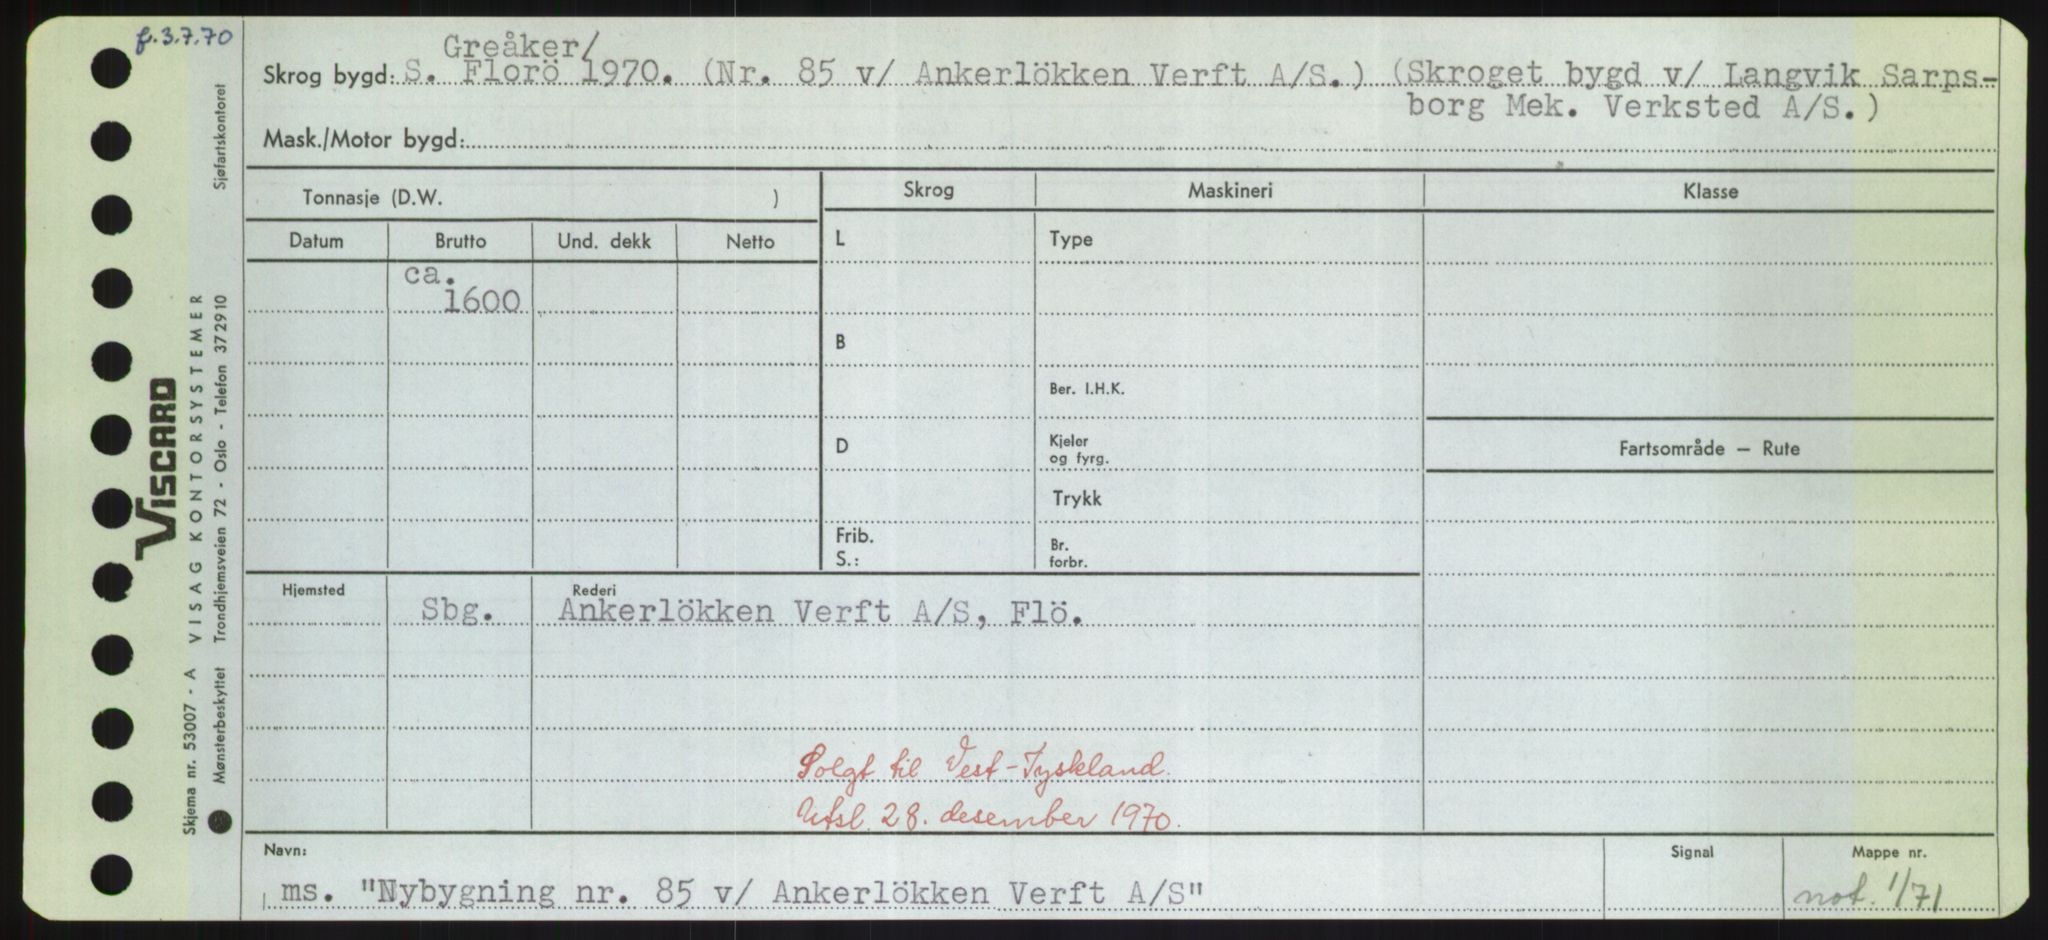 f. 3.7.70
Greåker/
Skrog bygd: S. Florö 1970. (Nr. 85 v/ Ankerlökken Verft A/S.) (Skroget bygd v/ Langvik Sarps-
borg Mek. Verksted A/S.)
Mask./Motor bygd:
Tonnasje (D.W. )
Skrog
Maskineri
Klasse
Datum
Brutto
Und. dekk
Netto
L
Type
ca.
1600
B
Ber. I.H.K.
D
Kjeler
og fyrg.
Fartsområde — Rute
Trykk
Frib.
S.:
Br.
forbr.
Hjemsted
Rederi
Sbg.
Ankerlökken Verft A/S, Flö.
Solgt til Vest-Tyskland.
Utsl. 28. desember 1970.
Navn:
Signal
Mappe nr.
ms. "Nybygning nr. 85 v/ Ankerlökken Verft A/S"
not. 1/71
VISCARD
Skjema nr. 53007 - A VISAG KONTORSYSTEMER
Mønsterbeskyttet Trondhjemsveien 72 - Oslo - Telefon 372910 Sjøfartskontoret